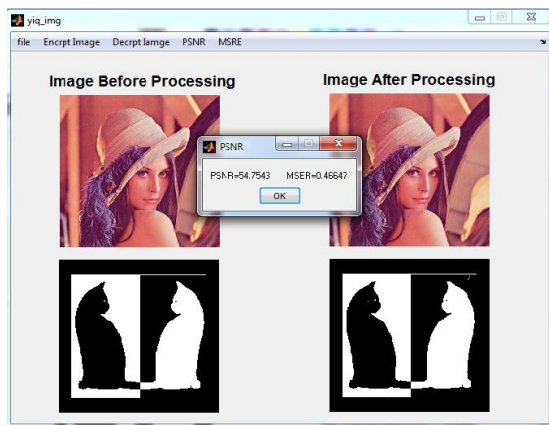 yiq_img
file Encrpt Image Decrpt Iamge PSNR MSRE
Image Before Processing
Image After Processing
PSNR
PSNR=54.7543 MSER=0.46647
OK